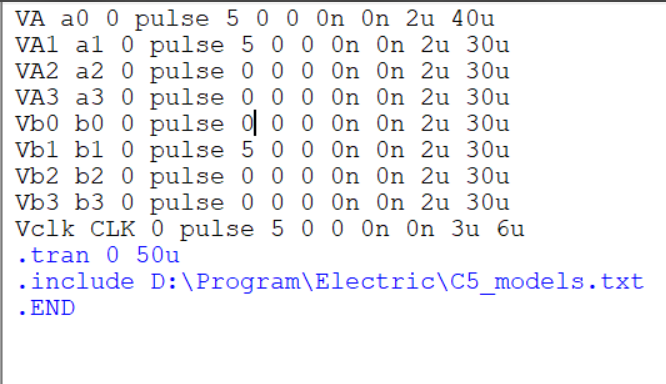 VA a0 0 pulse 5 0 0 0n 0n 2u 40u
VA1 a1 0 pulse 5 0 0 0n 0n 2u 30u
VA2 a2 0 pulse 0 0 0 0n 0n 2u 30u
VA3 a3 0 pulse 0 0 0 0n 0n 2u 30u
Vb0 b0 0 pulse 0 0 0 0n 0n 2u 30u
Vb1 b1 0 pulse 5 0 0 0n 0n 2u 30u
Vb2 b2 0 pulse 0 0 0 0n 0n 2u 30u
Vb3 b3 0 pulse 0 0 0 0n 0n 2u 30u
Vclk CLK 0 pulse 5 0 0 0n 0n 3u 6u
.tran 0 50u
.include D:\Program\Electric\C5_models.txt
.END